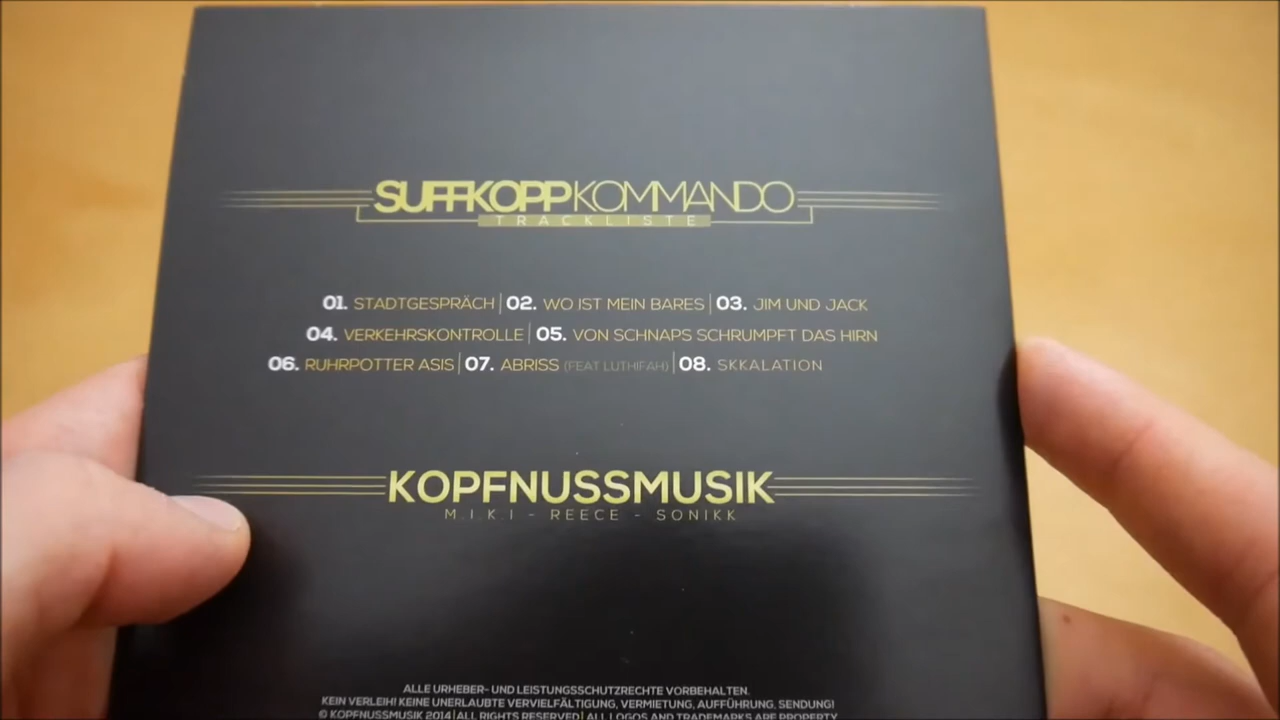 SUFFKOPPKOMMANDO
TRACKLISTE
01. STADTGESPRÄCH | 02. WO IST MEIN BARES | 03. JIM UND JACK
04. VERKEHRSKONTROLLE | 05. VON SCHNAPS SCHRUMPFT DAS HIRN
06. RUHRPOTTER ASIS | 07. ABRISS (FEAT LUTHIFAH) | 08. SKKALATION
KOPFNUSSMUSIK
M.I.K.I - REECE - SONIKK
ALLE URHEBER- UND LEISTUNGSSCHUTZRECHTE VORBEHALTEN.
KEIN VERLEIH! KEINE UNERLAUBTE VERVIELFÄLTIGUNG, VERMIETUNG, AUFFÜHRUNG, SENDUNG!
© KOPFNUSSMUSIK 2014 | ALL RIGHTS RESERVED | ALL LOGOS AND TRADEMARKS ARE PROPERTY